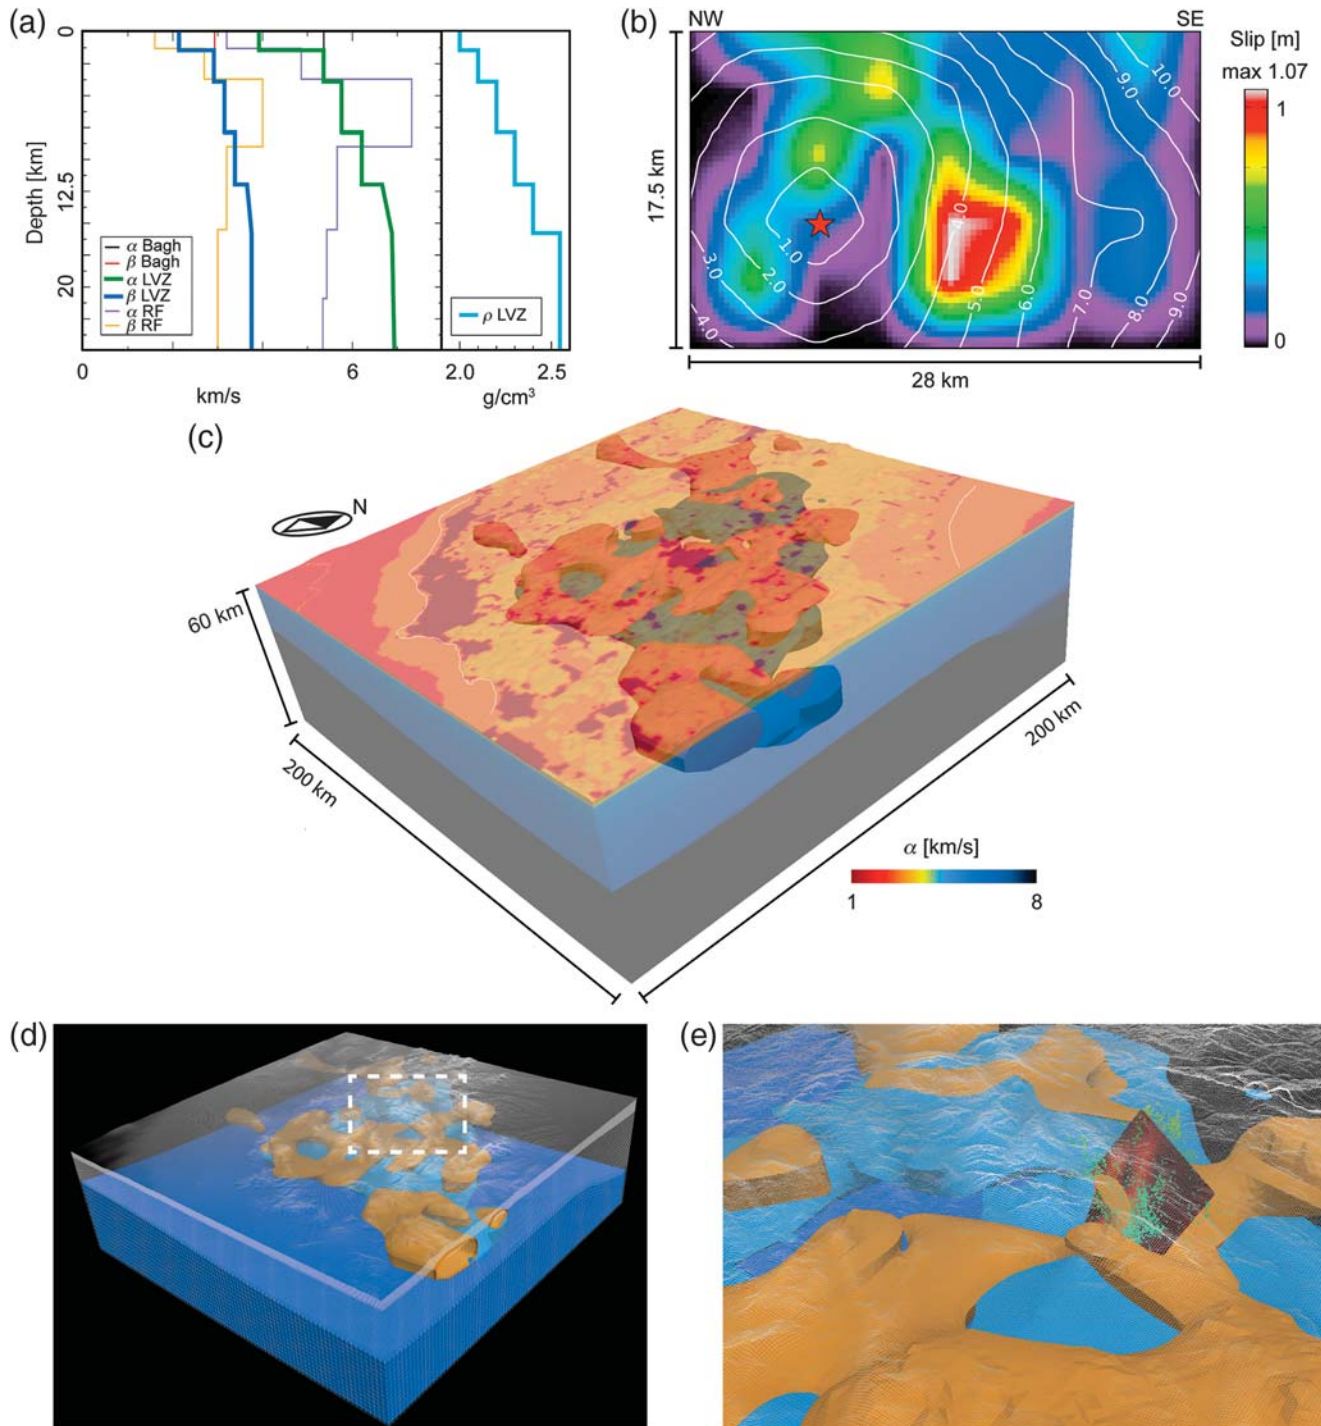 (a)
0
12.5
20
Depth [km]
α Bagh
β Bagh
α LVZ
β LVZ
α RF
β RF
ρ LVZ
0
6
2.0
2.5
km/s
g/cm³
(b)
NW
SE
17.5 km
28 km
1.0
2.0
3.0
4.0
4.0
5.0
6.0
7.0
8.0
9.0
9.0
10.0
Slip [m]
max 1.07
1
0
(c)
N
60 km
200 km
200 km
α [km/s]
1
8
(d)
(e)